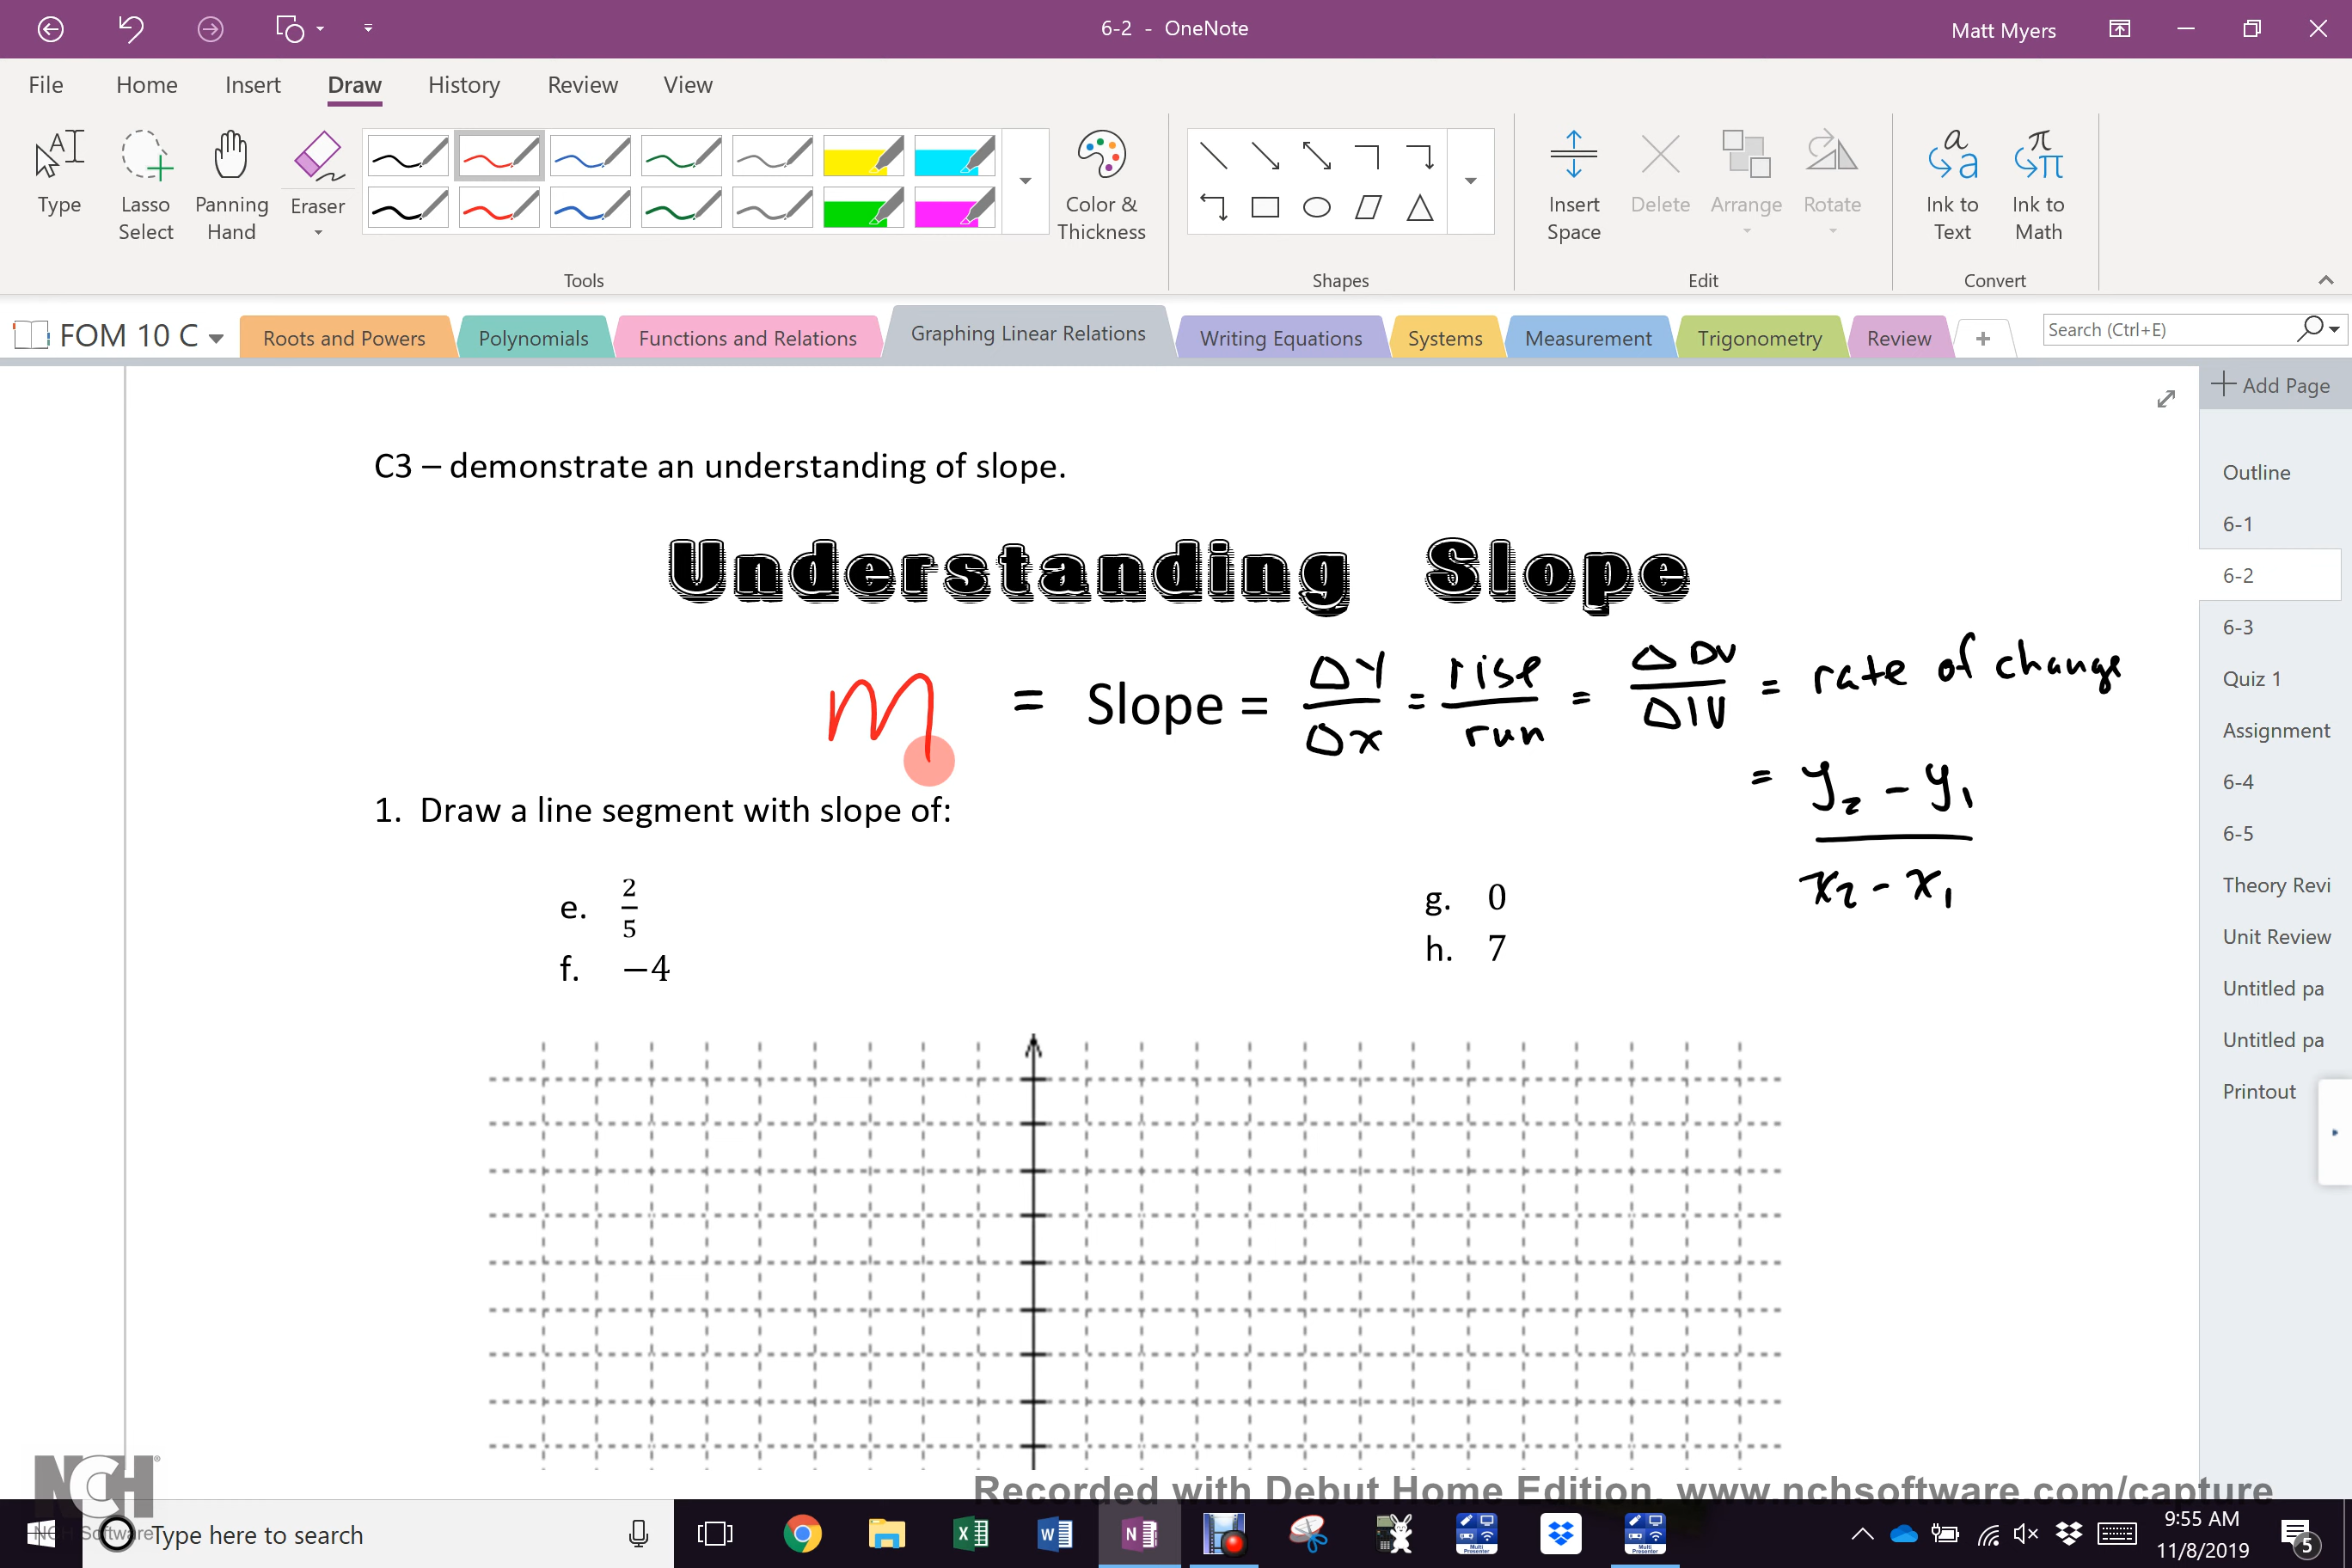 6-2 - OneNote
Matt Myers
File Home Insert Draw History Review View
Type
Lasso Select
Panning Hand
Eraser
Color & Thickness
Insert Space
Delete
Arrange
Rotate
Ink to Text
Ink to Math
Tools
Shapes
Edit
Convert
FOM 10 C
Roots and Powers
Polynomials
Functions and Relations
Graphing Linear Relations
Writing Equations
Systems
Measurement
Trigonometry
Review
Search (Ctrl+E)
Add Page
Outline
6-1
6-2
6-3
Quiz 1
Assignment
6-4
6-5
Theory Revi
Unit Review
Untitled pa
Untitled pa
Printout
C3 – demonstrate an understanding of slope.
Understanding Slope
m = Slope = ΔY/Δx = rise/run = ΔDV/ΔIV = rate of change
= y₂ - y₁ / x₂ - x₁
1. Draw a line segment with slope of:
e. 2/5
f. −4
g. 0
h. 7
NCH®
NCH Software
Recorded with Debut Home Edition. www.nchsoftware.com/capture
Type here to search
9:55 AM
11/8/2019
5